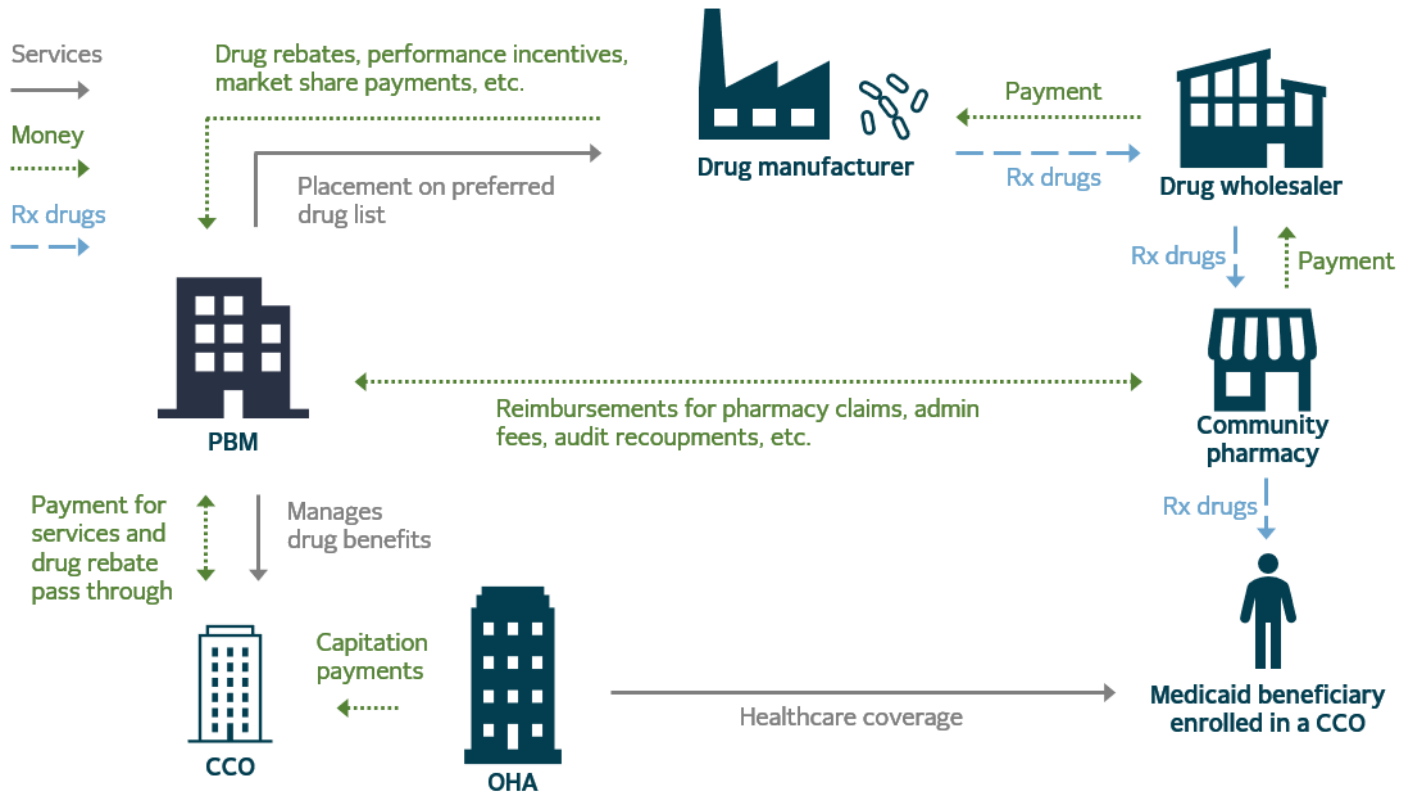 Services
Money
Rx drugs
Drug rebates, performance incentives,
market share payments, etc.
Placement on preferred
drug list
Drug manufacturer
Payment
Rx drugs
Drug wholesaler
Rx drugs
Payment
PBM
Reimbursements for pharmacy claims, admin
fees, audit recoupments, etc.
Community
pharmacy
Payment for
services and
drug rebate
pass through
Manages
drug benefits
Rx drugs
CCO
Capitation
payments
OHA
Healthcare coverage
Medicaid beneficiary
enrolled in a CCO